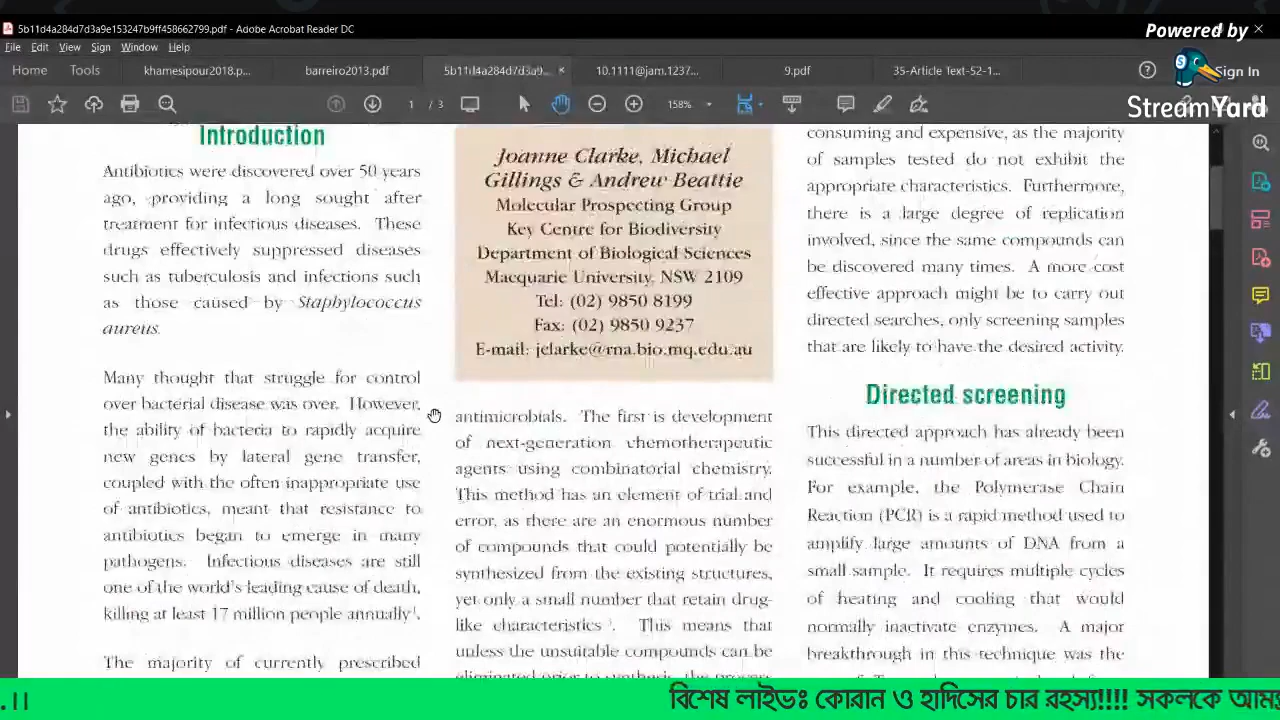 5b11d4a284d7d3a9e153247b9ff458662799.pdf - Adobe Acrobat Reader DC
Powered by
File Edit View Sign Window Help
Home Tools khamesipour2018.p... barreiro2013.pdf 5b11d4a284d7d3a9... 10.1111@jam.1237... 9.pdf 35-Article Text-52-1... Sign In
StreamYard
1 / 3 158%
Introduction
Antibiotics were discovered over 50 years
ago, providing a long sought after
treatment for infectious diseases. These
drugs effectively suppressed diseases
such as tuberculosis and infections such
as those caused by Staphylococcus
aureus.
Many thought that struggle for control
over bacterial disease was over. However,
the ability of bacteria to rapidly acquire
new genes by lateral gene transfer,
coupled with the often inappropriate use
of antibiotics, meant that resistance to
antibiotics began to emerge in many
pathogens. Infectious diseases are still
one of the world's leading cause of death,
killing at least 17 million people annually¹.
The majority of currently prescribed
Joanne Clarke, Michael
Gillings & Andrew Beattie
Molecular Prospecting Group
Key Centre for Biodiversity
Department of Biological Sciences
Macquarie University, NSW 2109
Tel: (02) 9850 8199
Fax: (02) 9850 9237
E-mail: jclarke@rna.bio.mq.edu.au
antimicrobials. The first is development
of next-generation chemotherapeutic
agents using combinatorial chemistry.
This method has an element of trial and
error, as there are an enormous number
of compounds that could potentially be
synthesized from the existing structures,
yet only a small number that retain drug-
like characteristics. This means that
unless the unsuitable compounds can be
eliminated prior to synthesis, the process
consuming and expensive, as the majority
of samples tested do not exhibit the
appropriate characteristics. Furthermore,
there is a large degree of replication
involved, since the same compounds can
be discovered many times. A more cost
effective approach might be to carry out
directed searches, only screening samples
that are likely to have the desired activity.
Directed screening
This directed approach has already been
successful in a number of areas in biology.
For example, the Polymerase Chain
Reaction (PCR) is a rapid method used to
amplify large amounts of DNA from a
small sample. It requires multiple cycles
of heating and cooling that would
normally inactivate enzymes. A major
breakthrough in this technique was the
.।। বিশেষ লাইভঃ কোরান ও হাদিসের চার রহস্য!!!! সকলকে আমন্